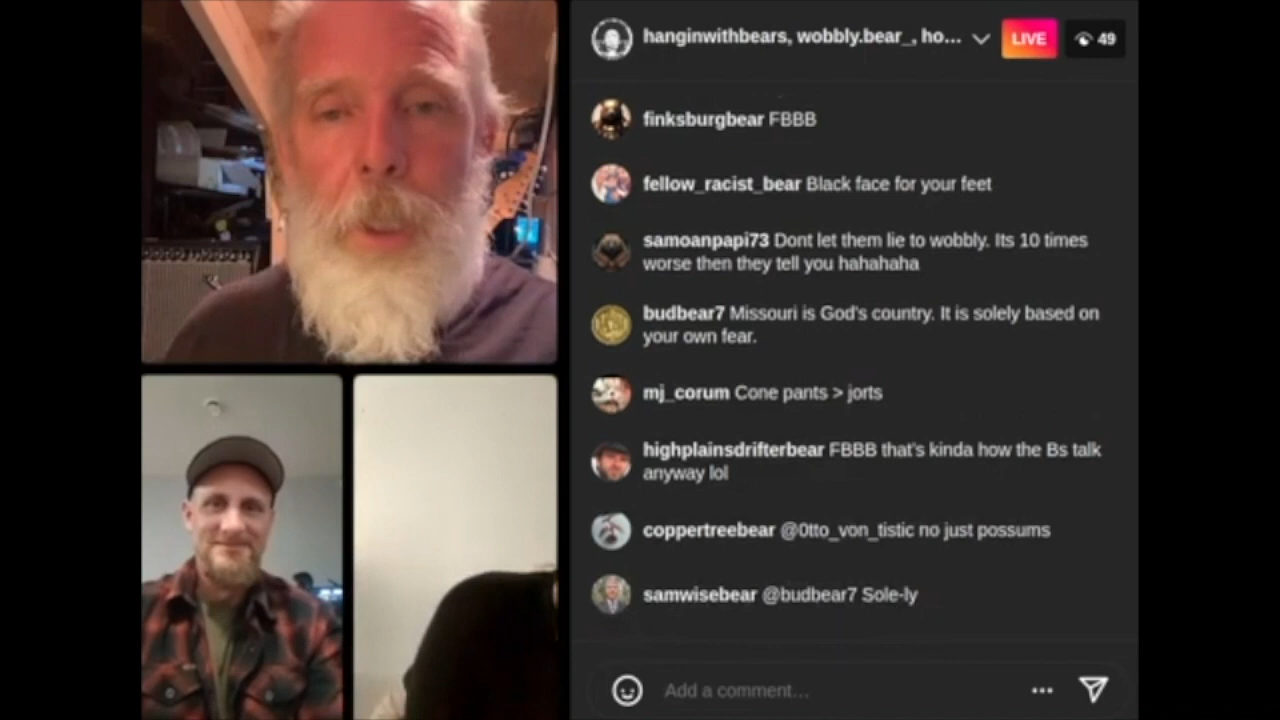 hanginwithbears, wobbly.bear_, ho...
LIVE
49
finksburgbear FBBB
fellow_racist_bear Black face for your feet
samoanpapi73 Dont let them lie to wobbly. Its 10 times
worse then they tell you hahahaha
budbear7 Missouri is God's country. It is solely based on
your own fear.
mj_corum Cone pants > jorts
highplainsdrifterbear FBBB that's kinda how the Bs talk
anyway lol
coppertreebear @0tto_von_tistic no just possums
samwisebear @budbear7 Sole-ly
Add a comment...